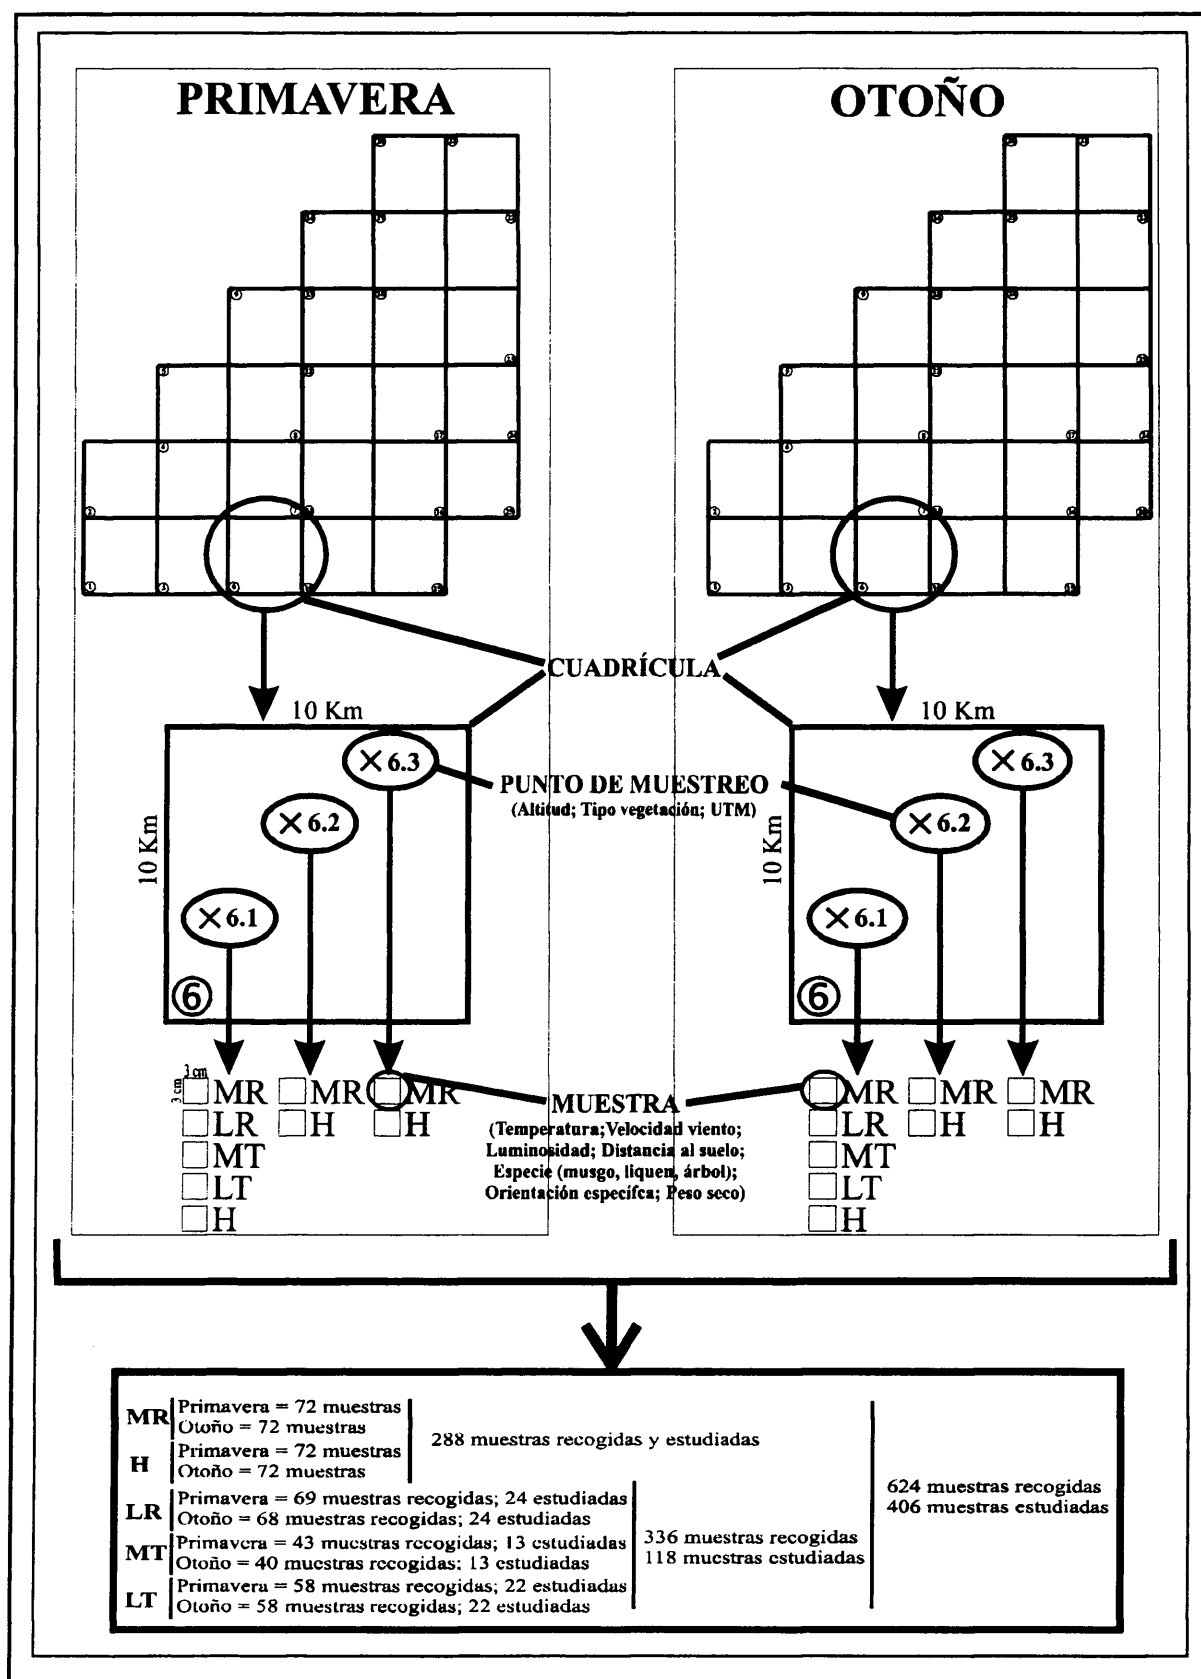 PRIMAVERA
OTOÑO
CUADRÍCULA
10 Km
10 Km
10 Km
10 Km
6.3
6.2
6.1
6
6.3
6.2
6.1
6
PUNTO DE MUESTREO
(Altitud; Tipo vegetación; UTM)
3 cm
3 cm
MR
LR
MT
LT
H
MR
H
MR
H
MUESTRA
(Temperatura;Velocidad viento;
Luminosidad; Distancia al suelo;
Especie (musgo, liquen, árbol);
Orientación específca; Peso seco)
MR
LR
MT
LT
H
MR
H
MR
H
MR
Primavera = 72 muestras
Otoño = 72 muestras
H
Primavera = 72 muestras
Otoño = 72 muestras
288 muestras recogidas y estudiadas
LR
Primavera = 69 muestras recogidas; 24 estudiadas
Otoño = 68 muestras recogidas; 24 estudiadas
MT
Primavera = 43 muestras recogidas; 13 estudiadas
Otoño = 40 muestras recogidas; 13 estudiadas
LT
Primavera = 58 muestras recogidas; 22 estudiadas
Otoño = 58 muestras recogidas; 22 estudiadas
336 muestras recogidas
118 muestras estudiadas
624 muestras recogidas
406 muestras estudiadas